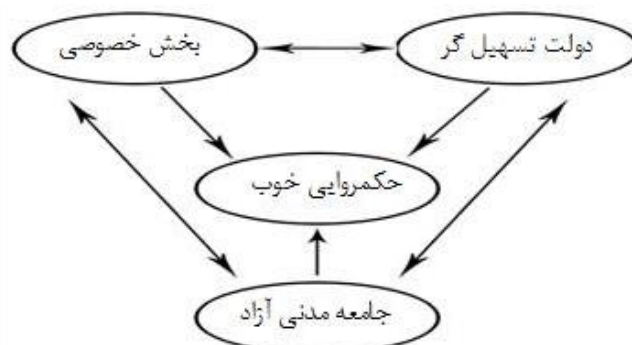 دولت تسهیل گر
بخش خصوصی
حکمروایی خوب
جامعه مدنی آزاد